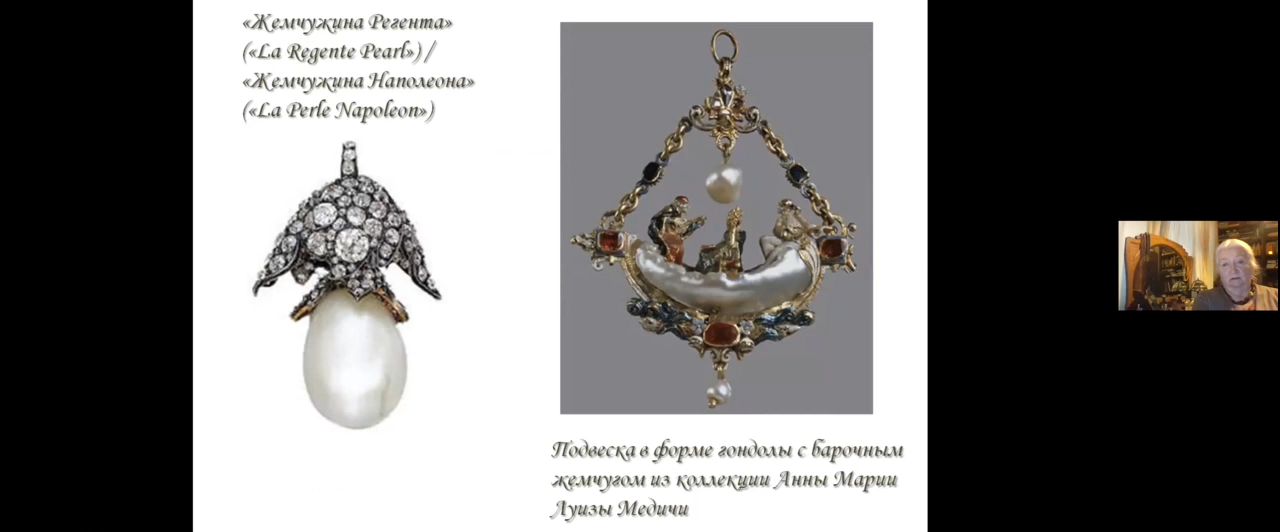 «Жемчужина Регента»
(«La Regente Pearl») /
«Жемчужина Наполеона»
(«La Perle Napoleon»)
Подвеска в форме гондолы с барочным
жемчугом из коллекции Анны Марии
Луизы Медичи